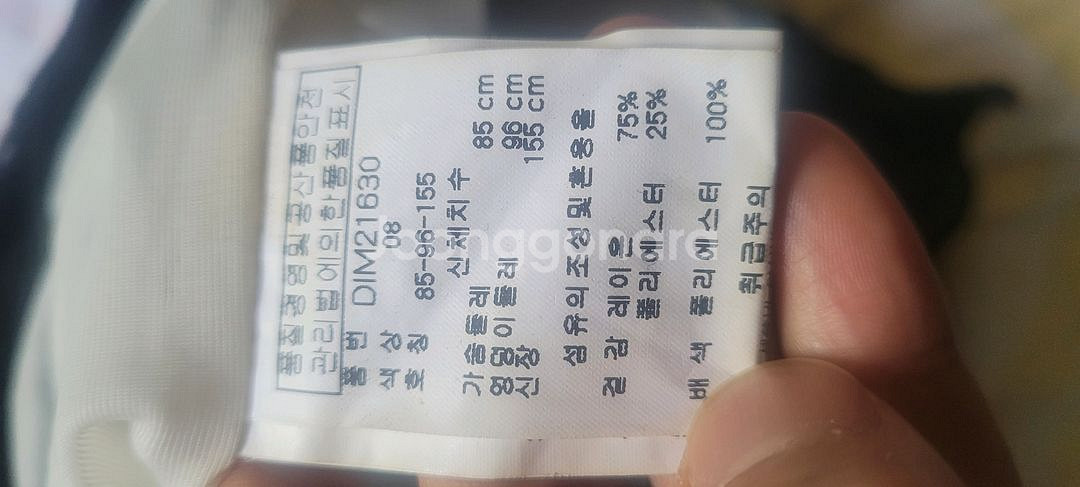 품질경영및공산품안전
관리법에의한품질표시
품 번 DIM21630
색 상 08
호 칭 85-96-155
신체치수
가슴둘레 85 cm
엉덩이둘레 96 cm
신장 155 cm
섬유의조성및혼용율
겉 감 레이온 75%
폴리에스터 25%
배 색 폴리에스터 100%
취급주의
joonggonara